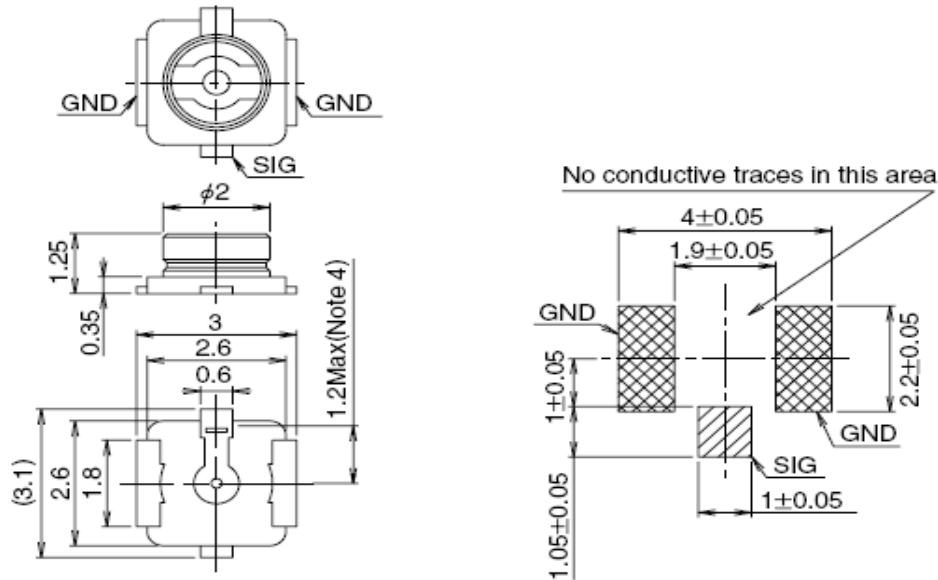 GND
GND
SIG
φ2
1.25
0.35
3
2.6
0.6
1.2Max(Note 4)
(3.1)
2.6
1.8
No conductive traces in this area
4±0.05
1.9±0.05
GND
1±0.05
2.2±0.05
GND
SIG
1.05±0.05
1±0.05